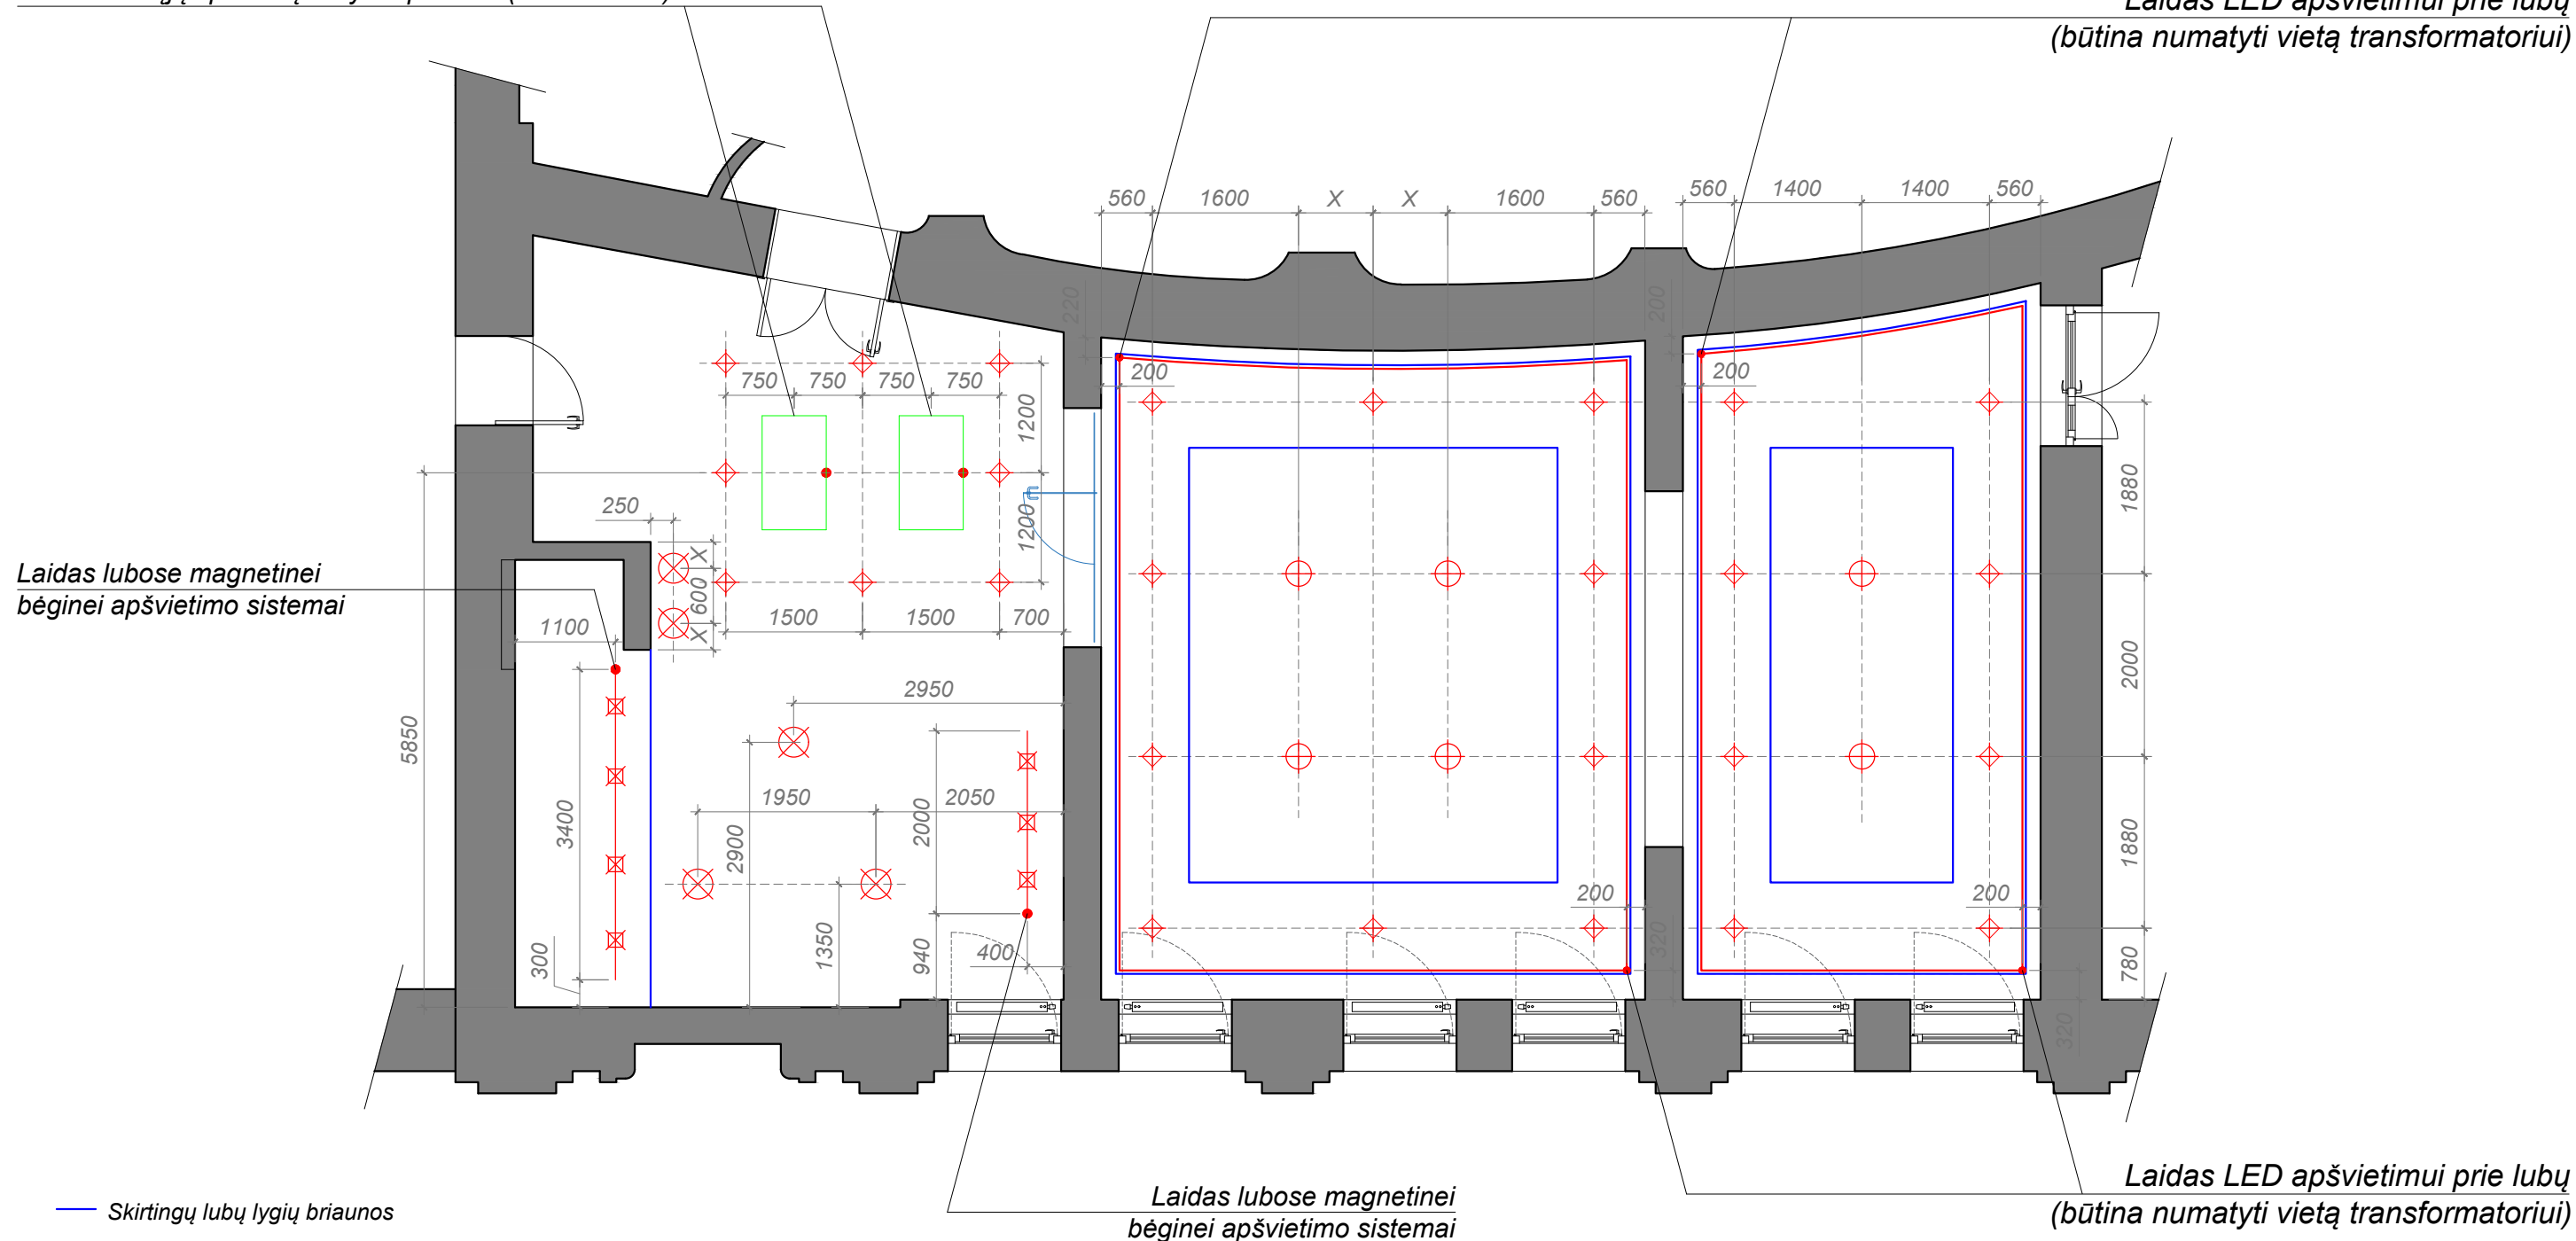 Laidas LED apšvietimui prie lubų
(būtina numatyti vietą transformatoriui)
560 1600 X X 1600 560
560 1400 1400 560
220
200
200
200
750 750 750 750
1200
1200
1880
250
X
600
X
Laidas lubose magnetinei
bėginei apšvietimo sistemai
1100
1500 1500 700
2000
2950
5850
3400
1950 2050
2900
2000
1880
200
200
300
1350
940
400
320
780
320
Laidas LED apšvietimui prie lubų
(būtina numatyti vietą transformatoriui)
Laidas lubose magnetinei
bėginei apšvietimo sistemai
Skirtingų lubų lygių briaunos